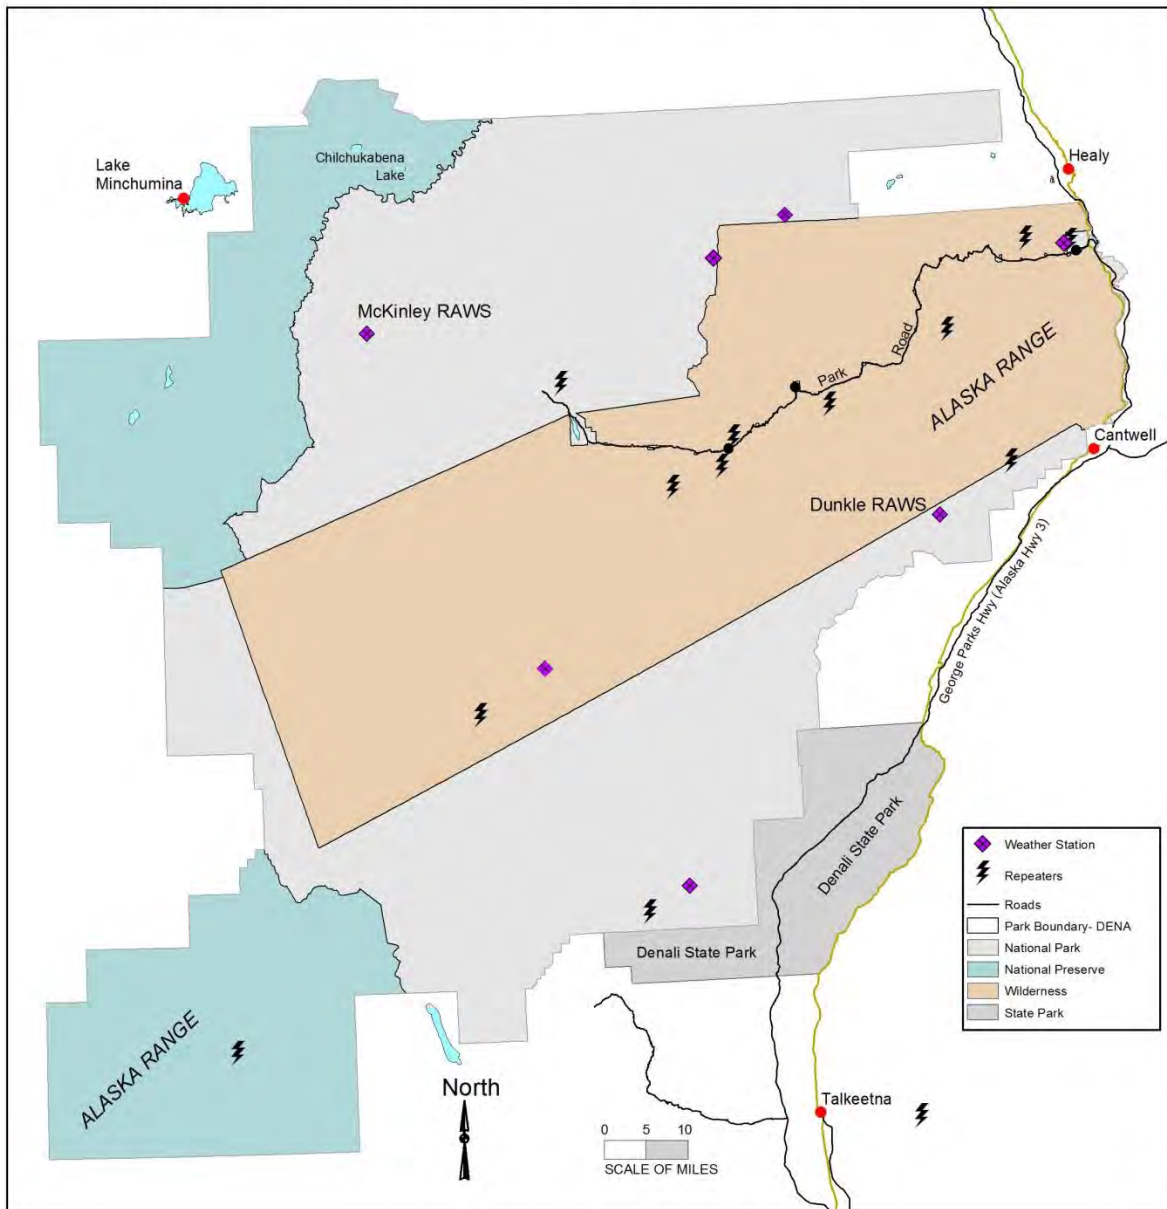 Lake
Minchumina
Chilchukabena
Lake
Healy
McKinley RAWS
Park
Road
ALASKA RANGE
Cantwell
Dunkle RAWS
George Parks Hwy (Alaska Hwy 3)
Denali State Park
Denali State Park
ALASKA RANGE
North
Talkeetna
0 5 10
SCALE OF MILES
Weather Station
Repeaters
Roads
Park Boundary- DENA
National Park
National Preserve
Wilderness
State Park